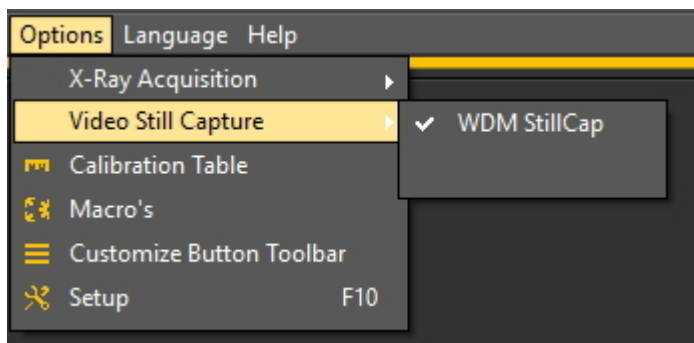 Options Language Help
X-Ray Acquisition
Video Still Capture
WDM StillCap
Calibration Table
Macro's
Customize Button Toolbar
Setup F10